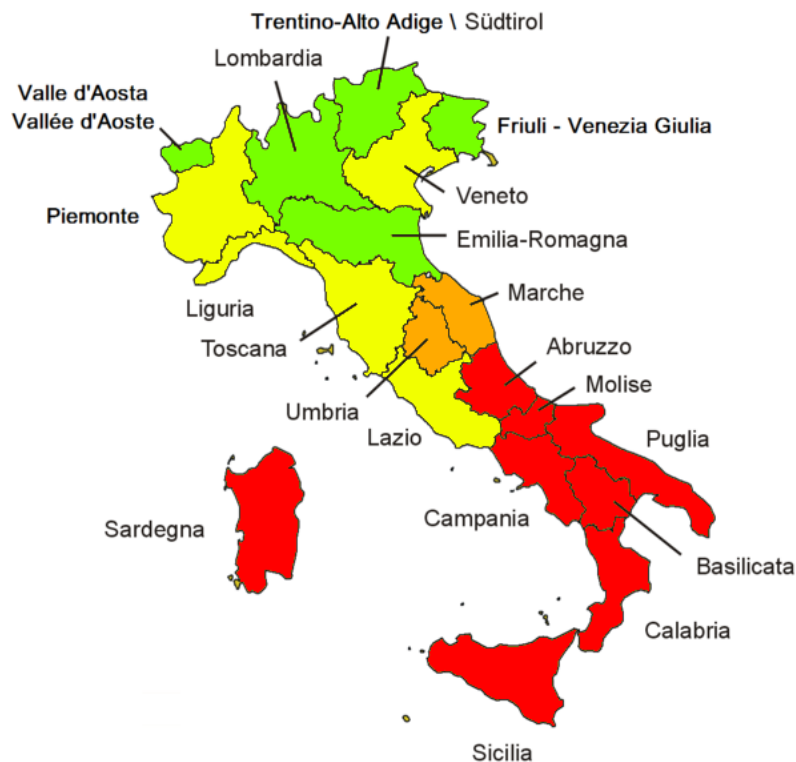 Trentino-Alto Adige \ Südtirol
Lombardia
Valle d'Aosta
Vallée d'Aoste
Friuli - Venezia Giulia
Veneto
Piemonte
Emilia-Romagna
Marche
Liguria
Toscana
Abruzzo
Molise
Umbria
Lazio
Puglia
Campania
Sardegna
Basilicata
Calabria
Sicilia